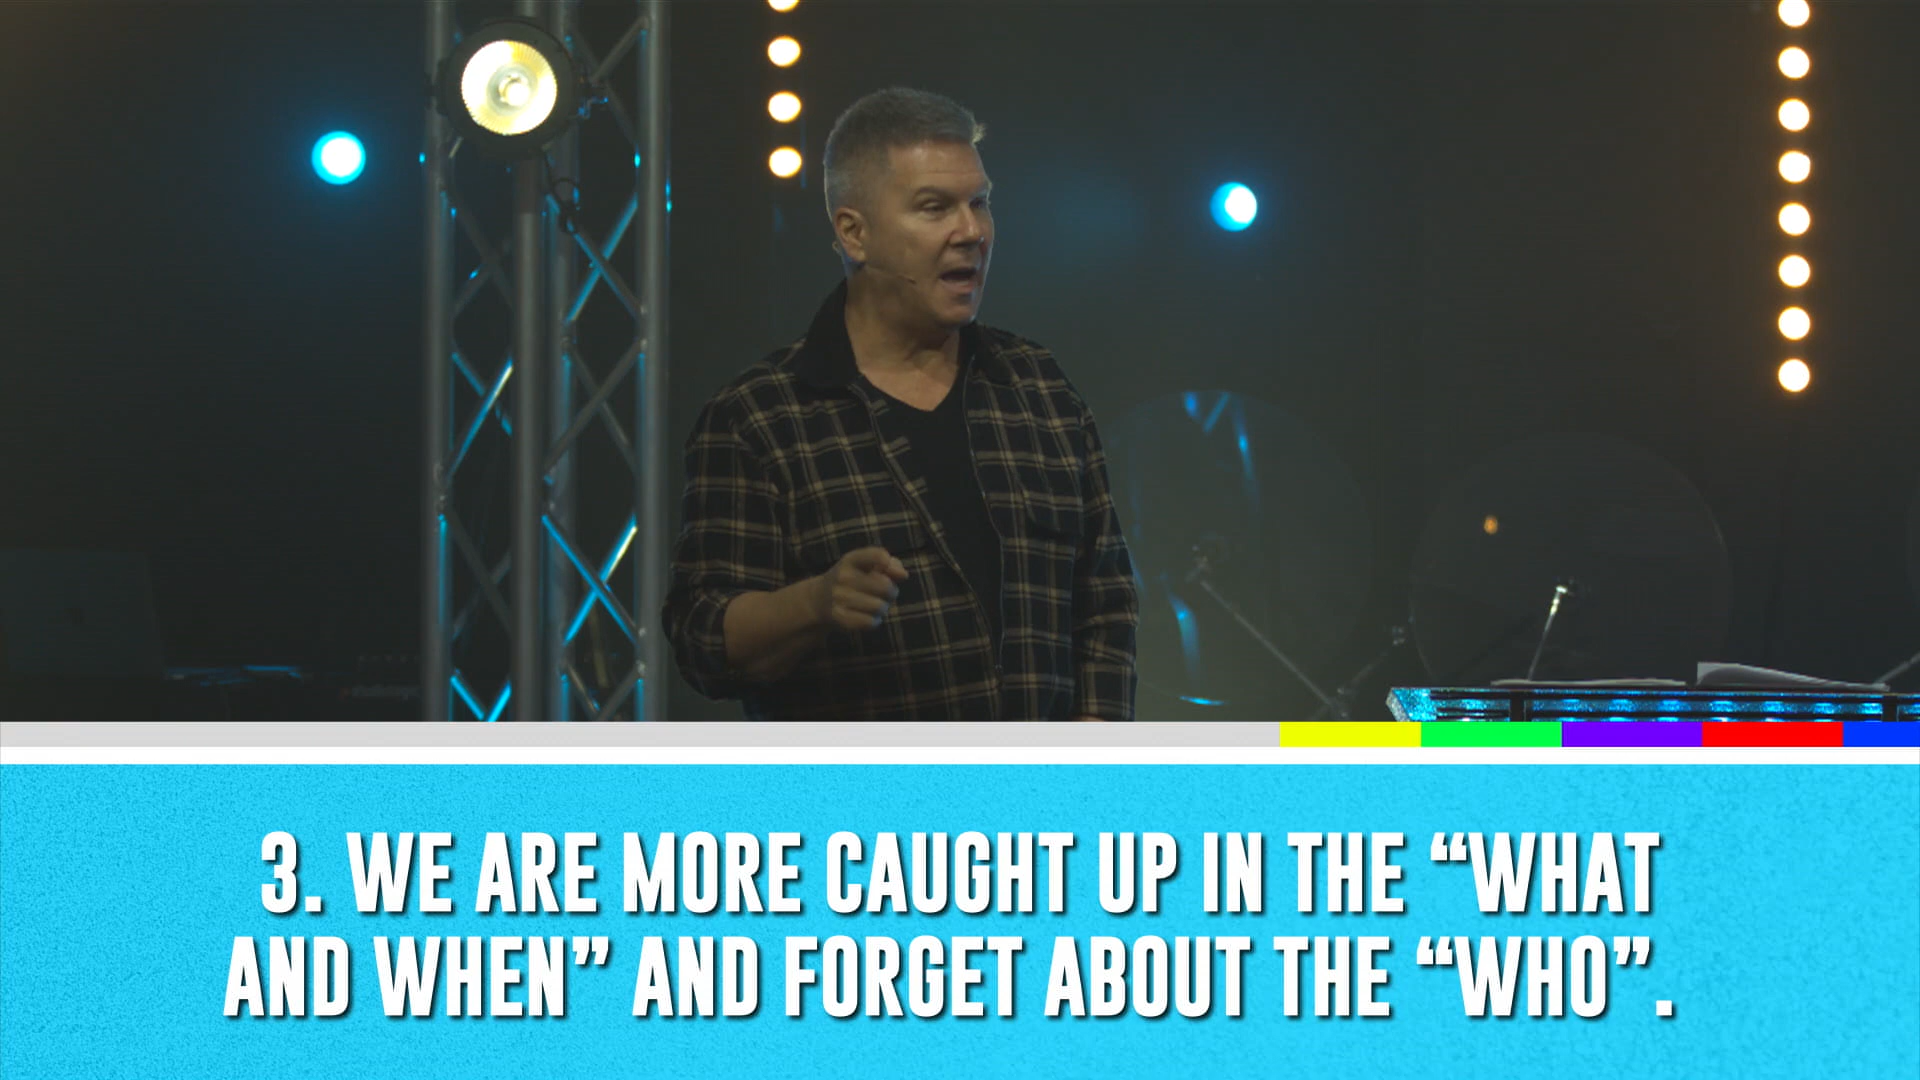 3. WE ARE MORE CAUGHT UP IN THE “WHAT
AND WHEN” AND FORGET ABOUT THE “WHO”.